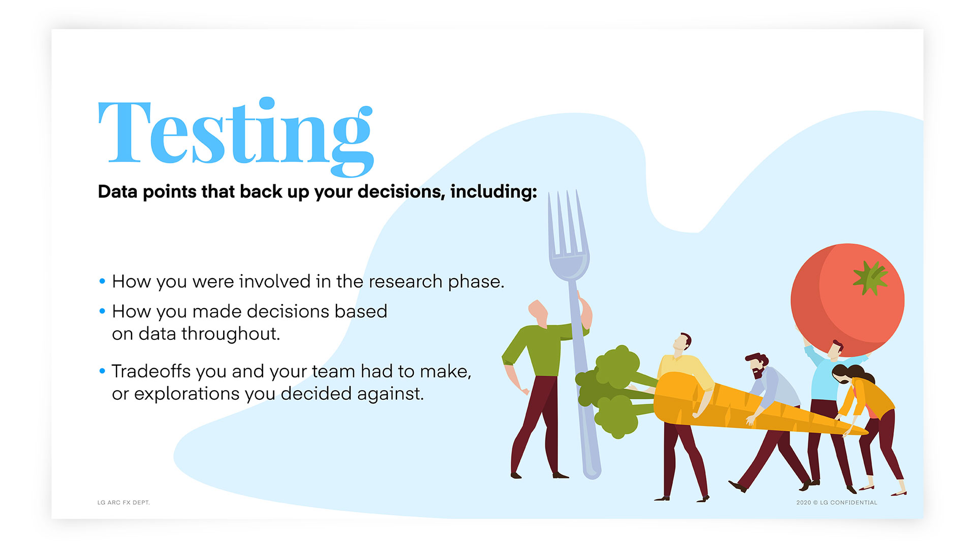 Testing
Data points that back up your decisions, including:
• How you were involved in the research phase.
• How you made decisions based
on data throughout.
• Tradeoffs you and your team had to make,
or explorations you decided against.
LG ARC FX DEPT.
2020 © LG CONFIDENTIAL